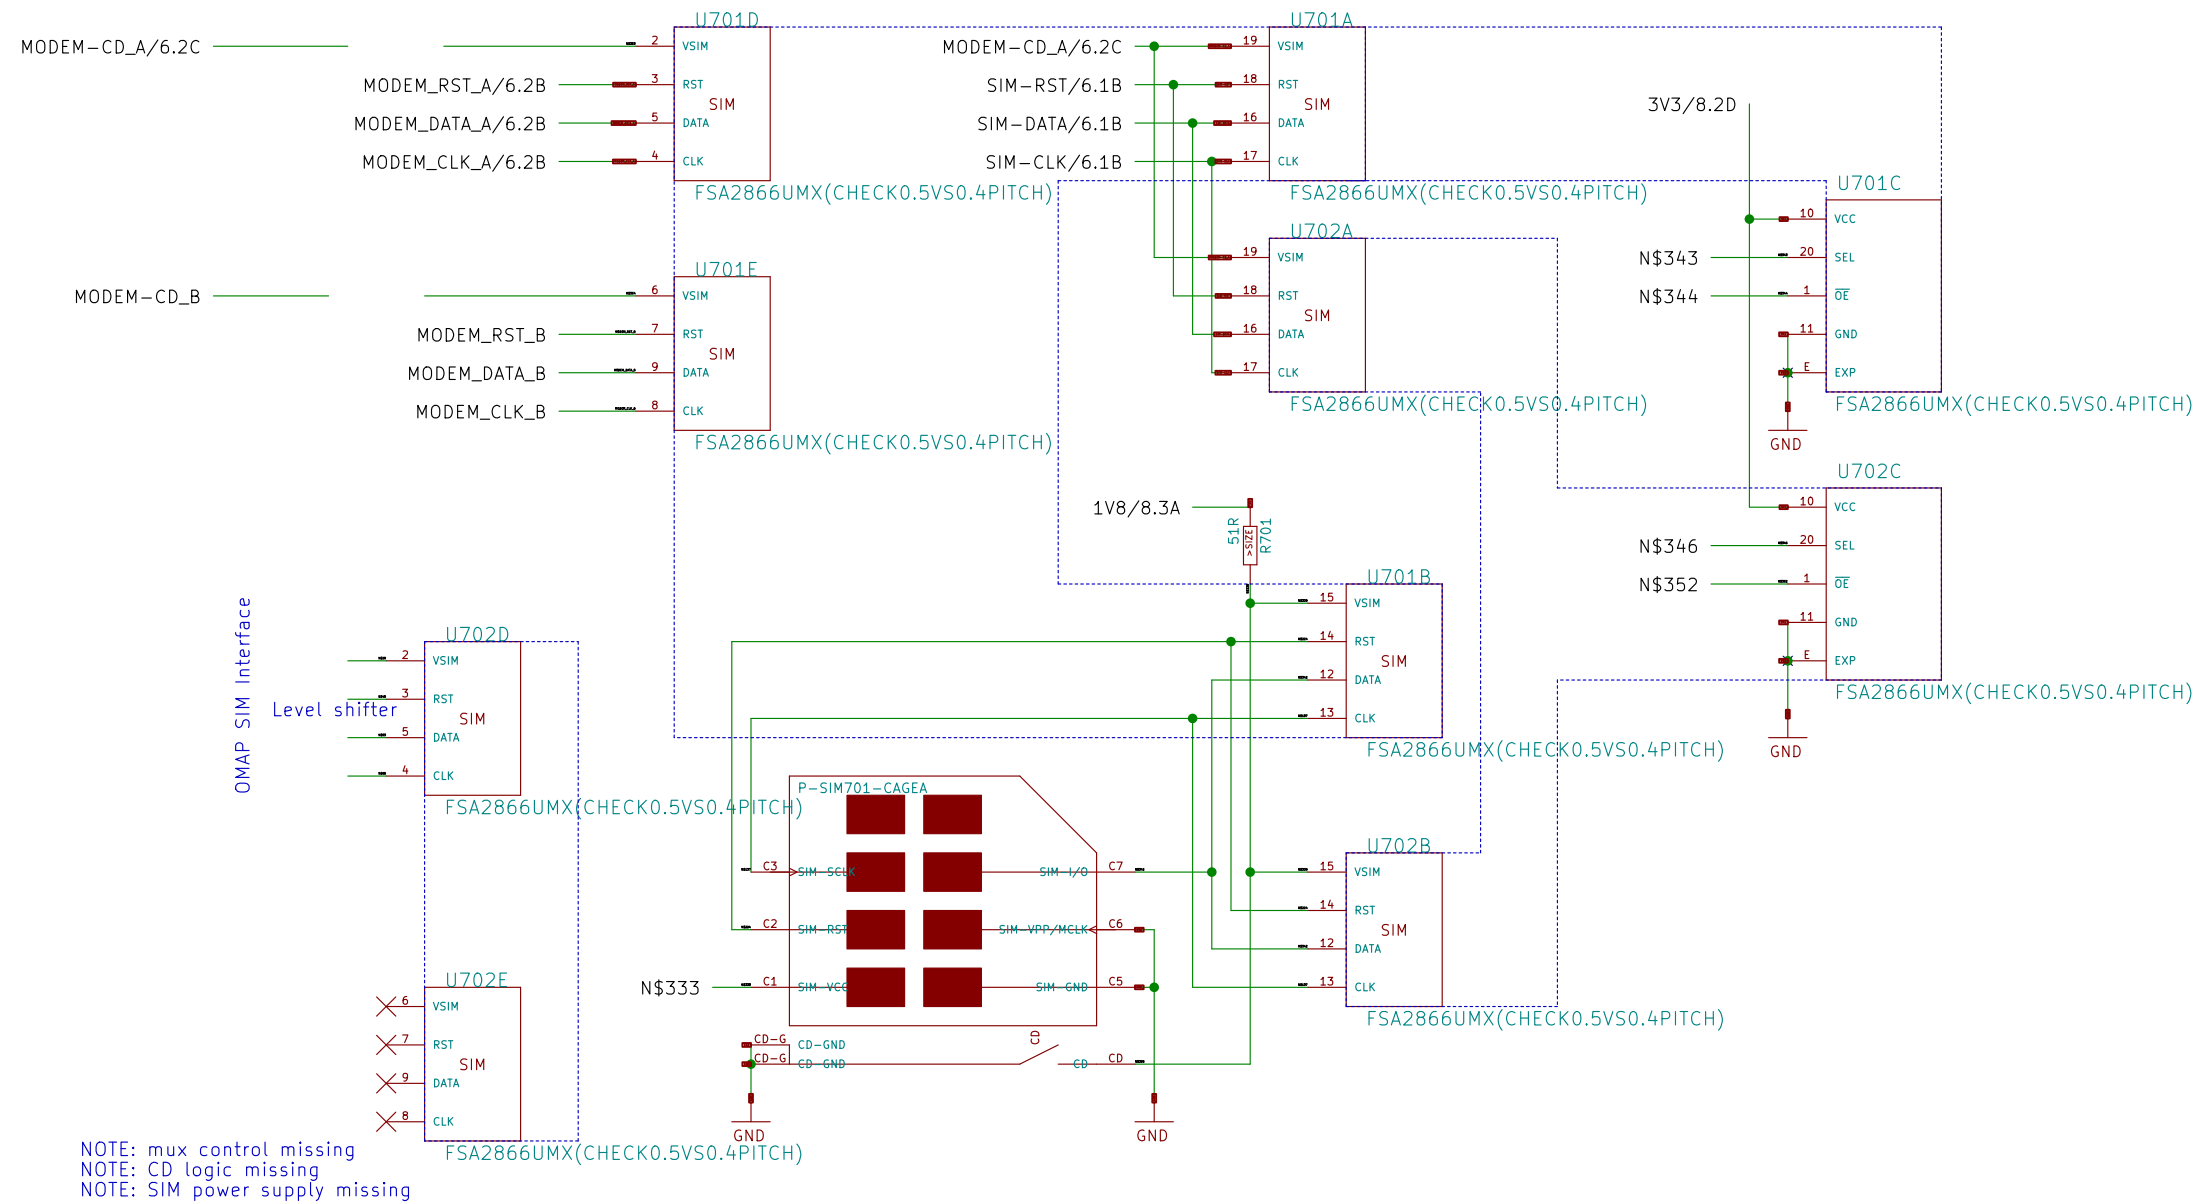 U701D
MODEM-CD_A/6.2C
2 VSIM
MODEM_RST_A/6.2B
3 RST
SIM
MODEM_DATA_A/6.2B
5 DATA
MODEM_CLK_A/6.2B
4 CLK
FSA2866UMX(CHECK0.5VS0.4PITCH)
U701A
MODEM-CD_A/6.2C
19 VSIM
SIM-RST/6.1B
18 RST
SIM
SIM-DATA/6.1B
16 DATA
SIM-CLK/6.1B
17 CLK
FSA2866UMX(CHECK0.5VS0.4PITCH)
3V3/8.2D
U701C
10 VCC
N$343
20 SEL
N$344
1 OE
11 GND
E EXP
FSA2866UMX(CHECK0.5VS0.4PITCH)
GND
U702A
19 VSIM
18 RST
SIM
16 DATA
17 CLK
FSA2866UMX(CHECK0.5VS0.4PITCH)
U701E
MODEM-CD_B
6 VSIM
MODEM_RST_B
7 RST
SIM
MODEM_DATA_B
9 DATA
MODEM_CLK_B
8 CLK
FSA2866UMX(CHECK0.5VS0.4PITCH)
U702C
10 VCC
N$346
20 SEL
N$352
1 OE
11 GND
E EXP
FSA2866UMX(CHECK0.5VS0.4PITCH)
GND
1V8/8.3A
51R
>SIZE
R701
U701B
15 VSIM
14 RST
SIM
12 DATA
13 CLK
FSA2866UMX(CHECK0.5VS0.4PITCH)
OMAP SIM Interface
Level shifter
U702D
2 VSIM
3 RST
SIM
5 DATA
4 CLK
FSA2866UMX(CHECK0.5VS0.4PITCH)
P-SIM701-CAGEA
C3 SIM-SCLK
SIM-I/O C7
C2 SIM-RST
SIM-VPP/MCLK C6
N$333
C1 SIM-VCC
SIM-GND C5
CD
CD-G CD-GND
CD-G CD-GND
CD CD
GND
GND
U702B
15 VSIM
14 RST
SIM
12 DATA
13 CLK
FSA2866UMX(CHECK0.5VS0.4PITCH)
U702E
6 VSIM
7 RST
SIM
9 DATA
8 CLK
FSA2866UMX(CHECK0.5VS0.4PITCH)
NOTE: mux control missing
NOTE: CD logic missing
NOTE: SIM power supply missing